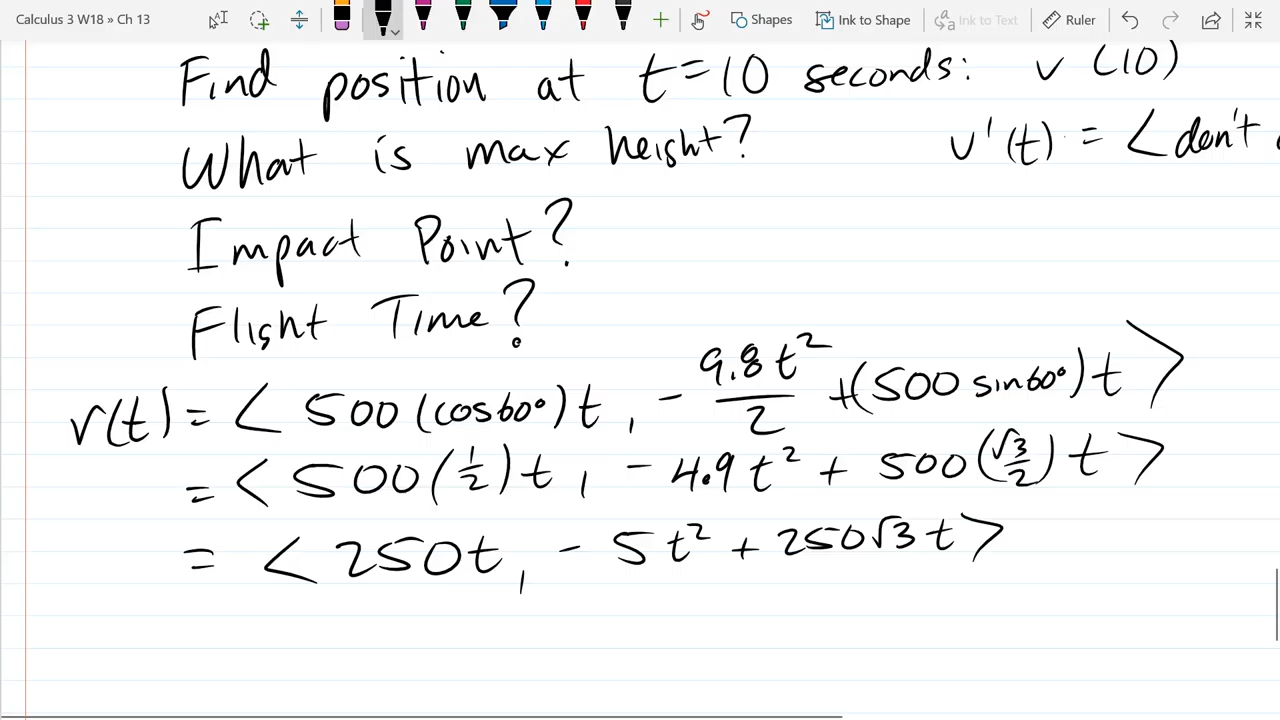 Calculus 3 W18 » Ch 13
Shapes
Ink to Shape
Ink to Text
Ruler
Find position at t=10 seconds: r(10)
What is max height? r'(t) = <don't
Impact Point?
Flight Time?
r(t) = < 500(cos60°)t, - 9.8t²/2 + (500 sin60°)t >
= < 500(1/2)t, - 4.9t² + 500(√3/2)t >
= < 250t, - 5t² + 250√3 t >